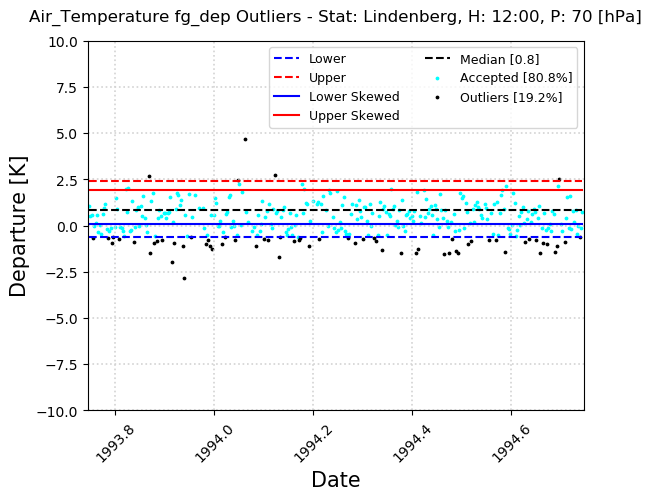 Air_Temperature fg_dep Outliers - Stat: Lindenberg, H: 12:00, P: 70 [hPa]
Lower
Upper
Lower Skewed
Upper Skewed
Median [0.8]
Accepted [80.8%]
Outliers [19.2%]
Departure [K]
10.0
7.5
5.0
2.5
0.0
−2.5
−5.0
−7.5
−10.0
1993.8
1994.0
1994.2
1994.4
1994.6
Date